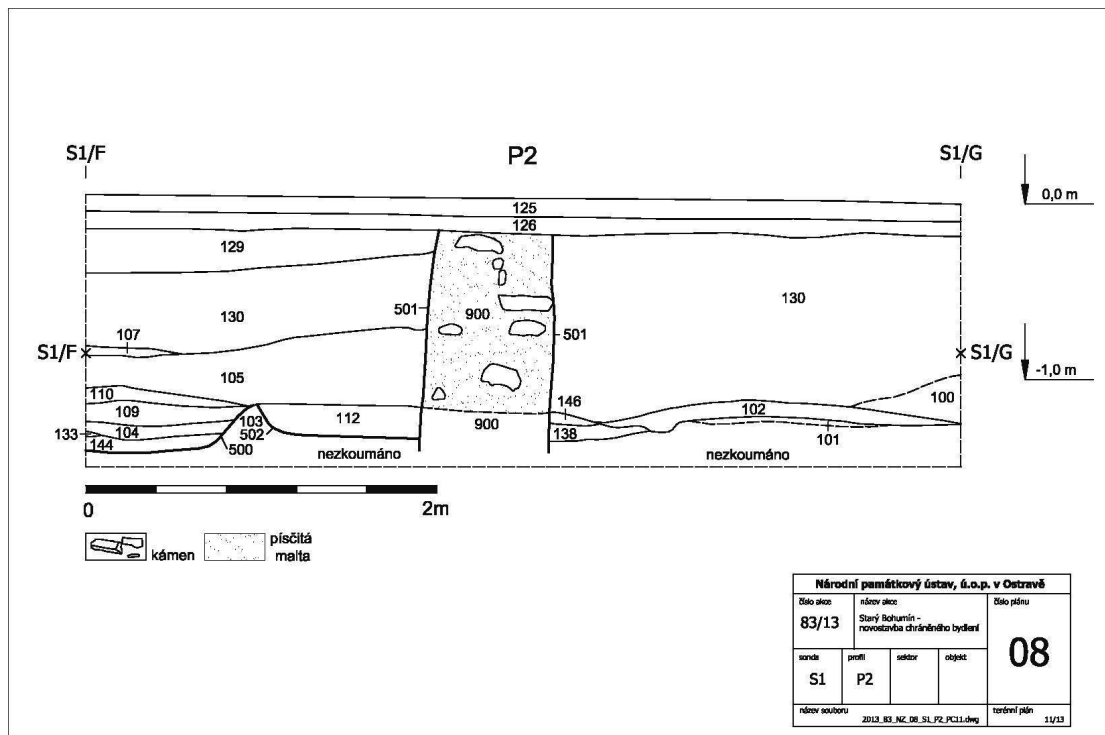 S1/F
P2
S1/G
0,0 m
125
126
129
130
501
900
130
501
107
S1/F
S1/G
105
-1,0 m
110
100
109
103
112
146
102
104
502
900
133
144
500
138
101
nezkoumáno
nezkoumáno
0
2m
kámen
písčitá
malta
Národní památkový ústav, ú.o.p. v Ostravě
číslo akce
název akce
číslo plánu
83/13
Starý Bohumín -
novostavba chráněného bydlení
08
sonda
profil
sektor
objekt
S1
P2
název souboru
2013_83_NZ_08_S1_P2_PC11.dwg
terénní plán
11/13